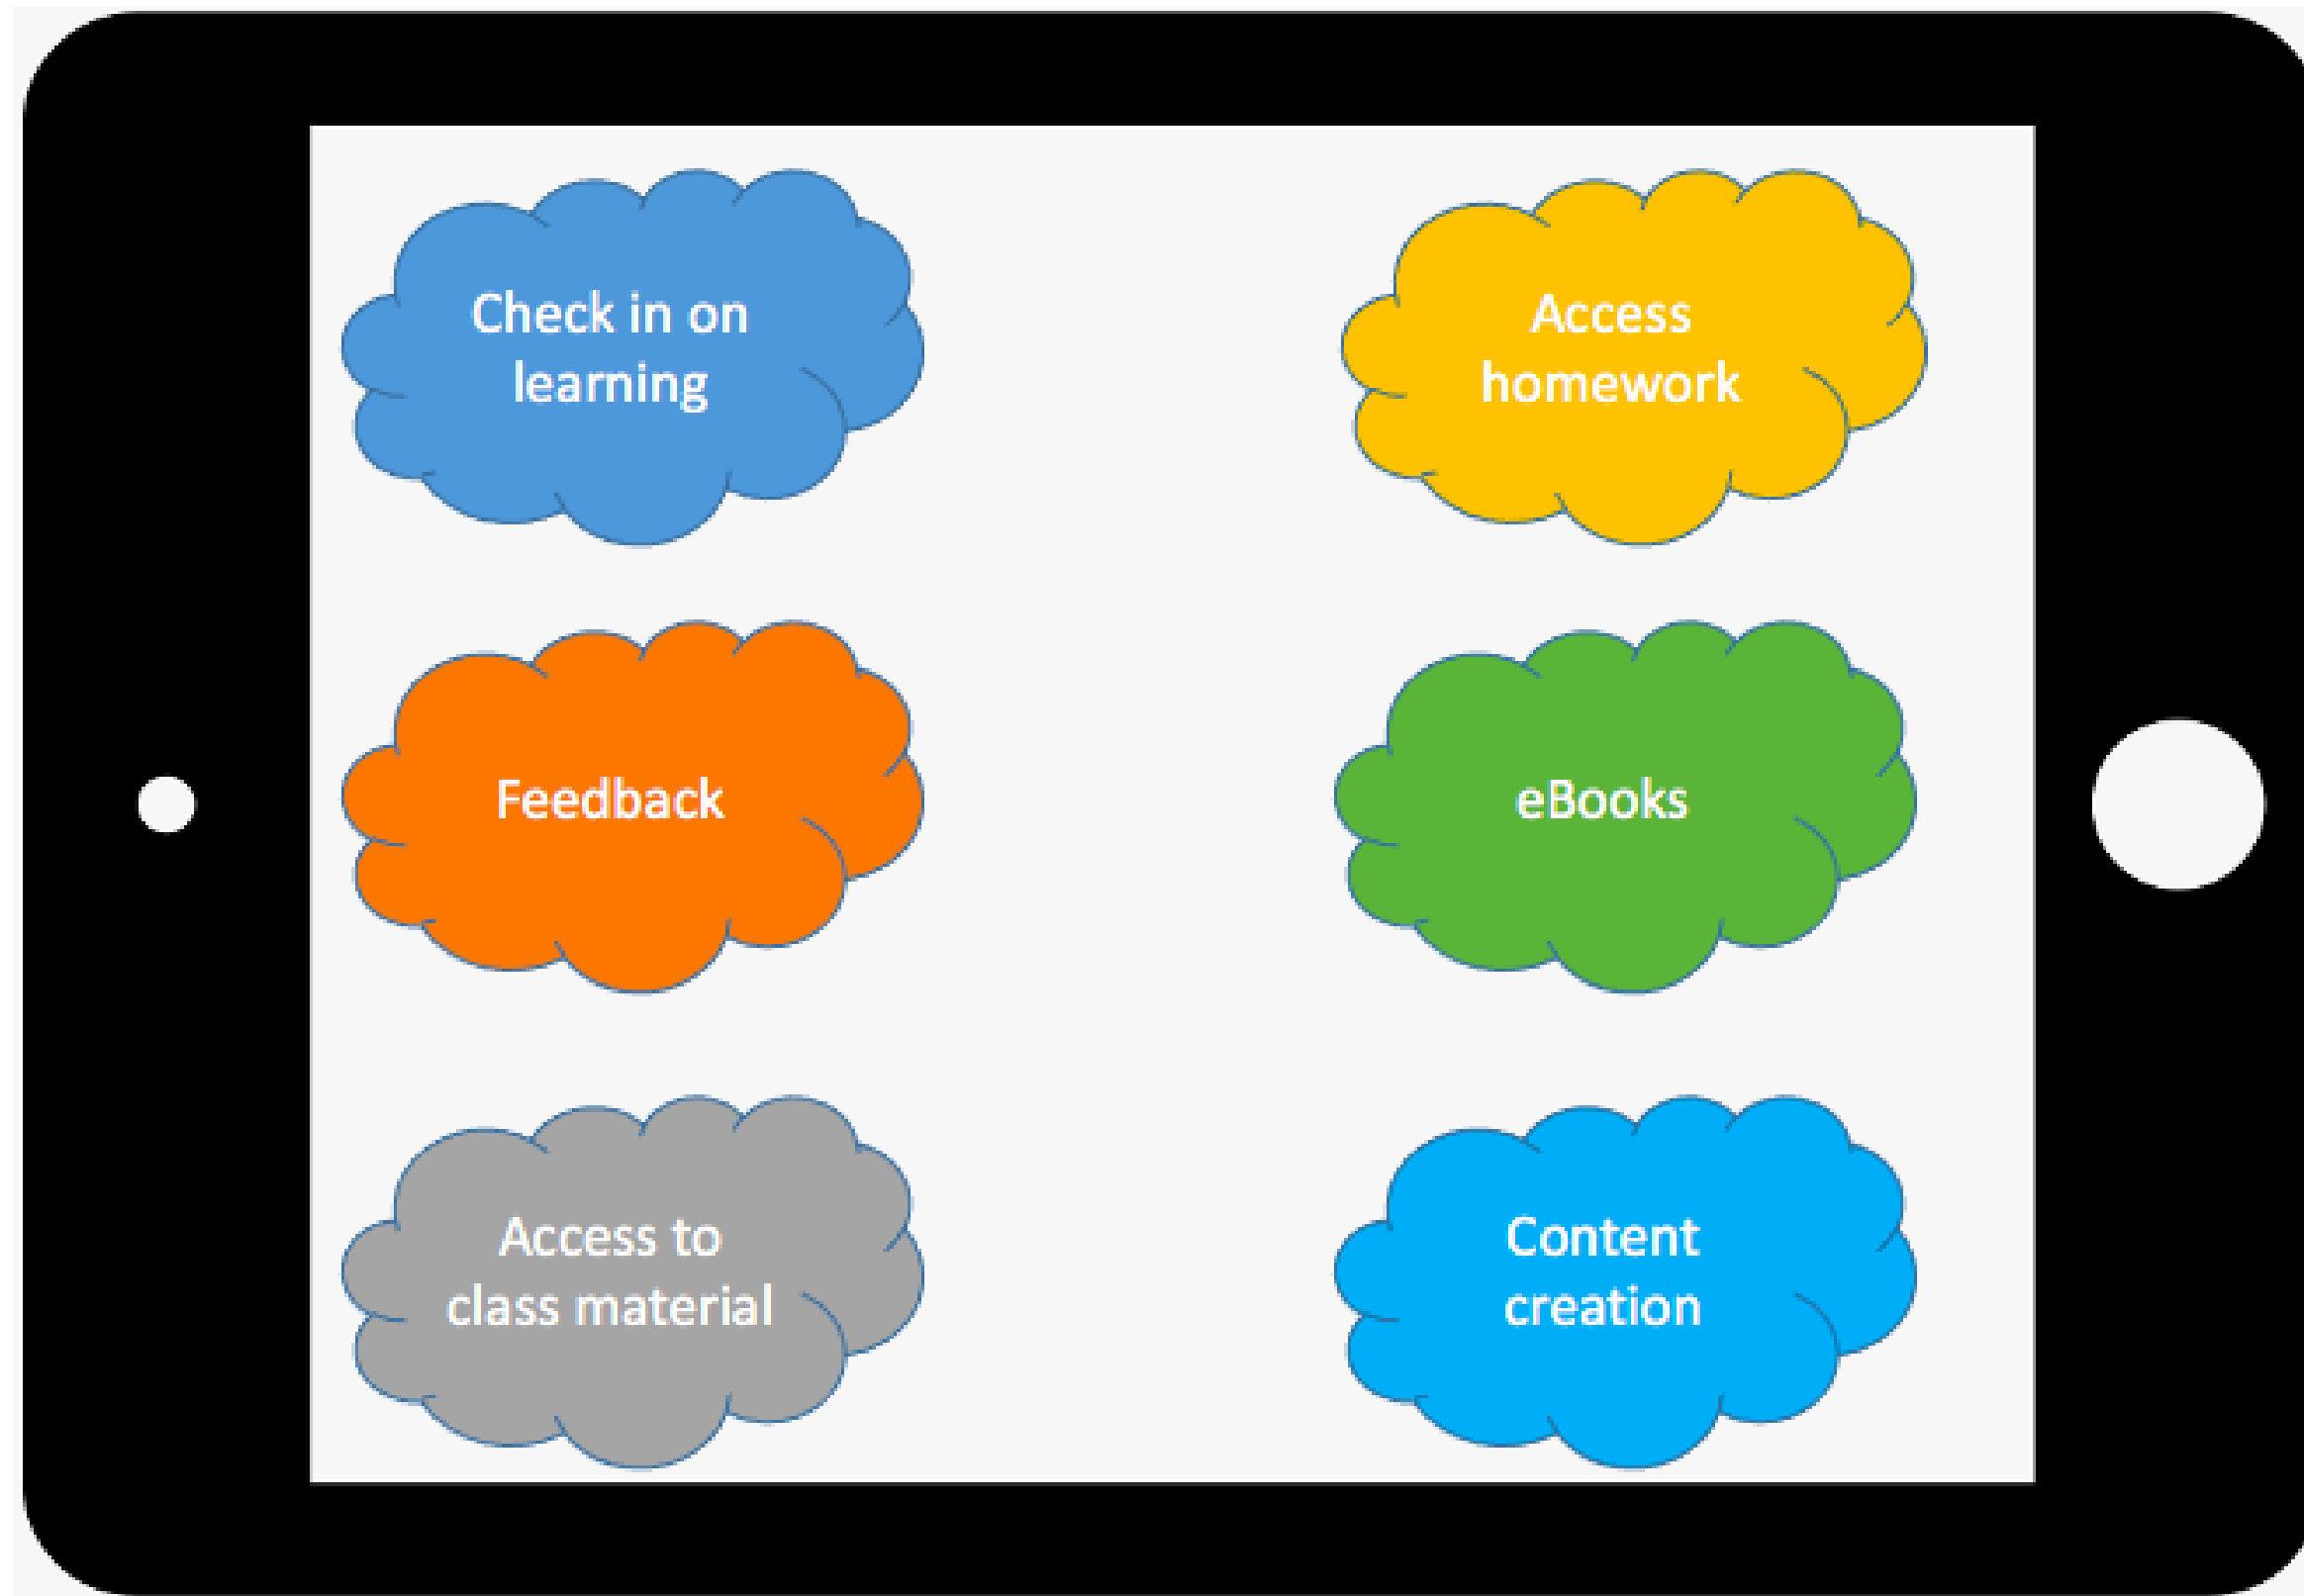 Check in on
learning
Access
homework
Feedback
eBooks
Access to
class material
Content
creation